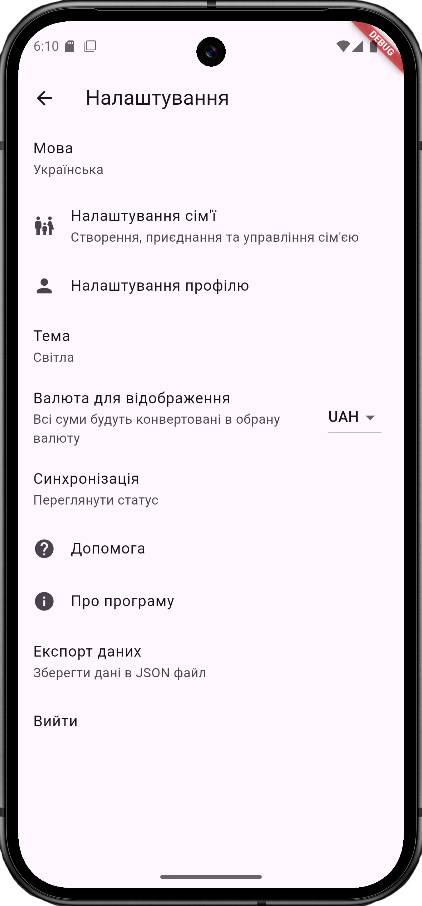 6:10
DEBUG
Налаштування
Мова
Українська
Налаштування сім'ї
Створення, приєднання та управління сім'єю
Налаштування профілю
Тема
Світла
Валюта для відображення
Всі суми будуть конвертовані в обрану
валюту
UAH
Синхронізація
Переглянути статус
Допомога
Про програму
Експорт даних
Зберегти дані в JSON файл
Вийти